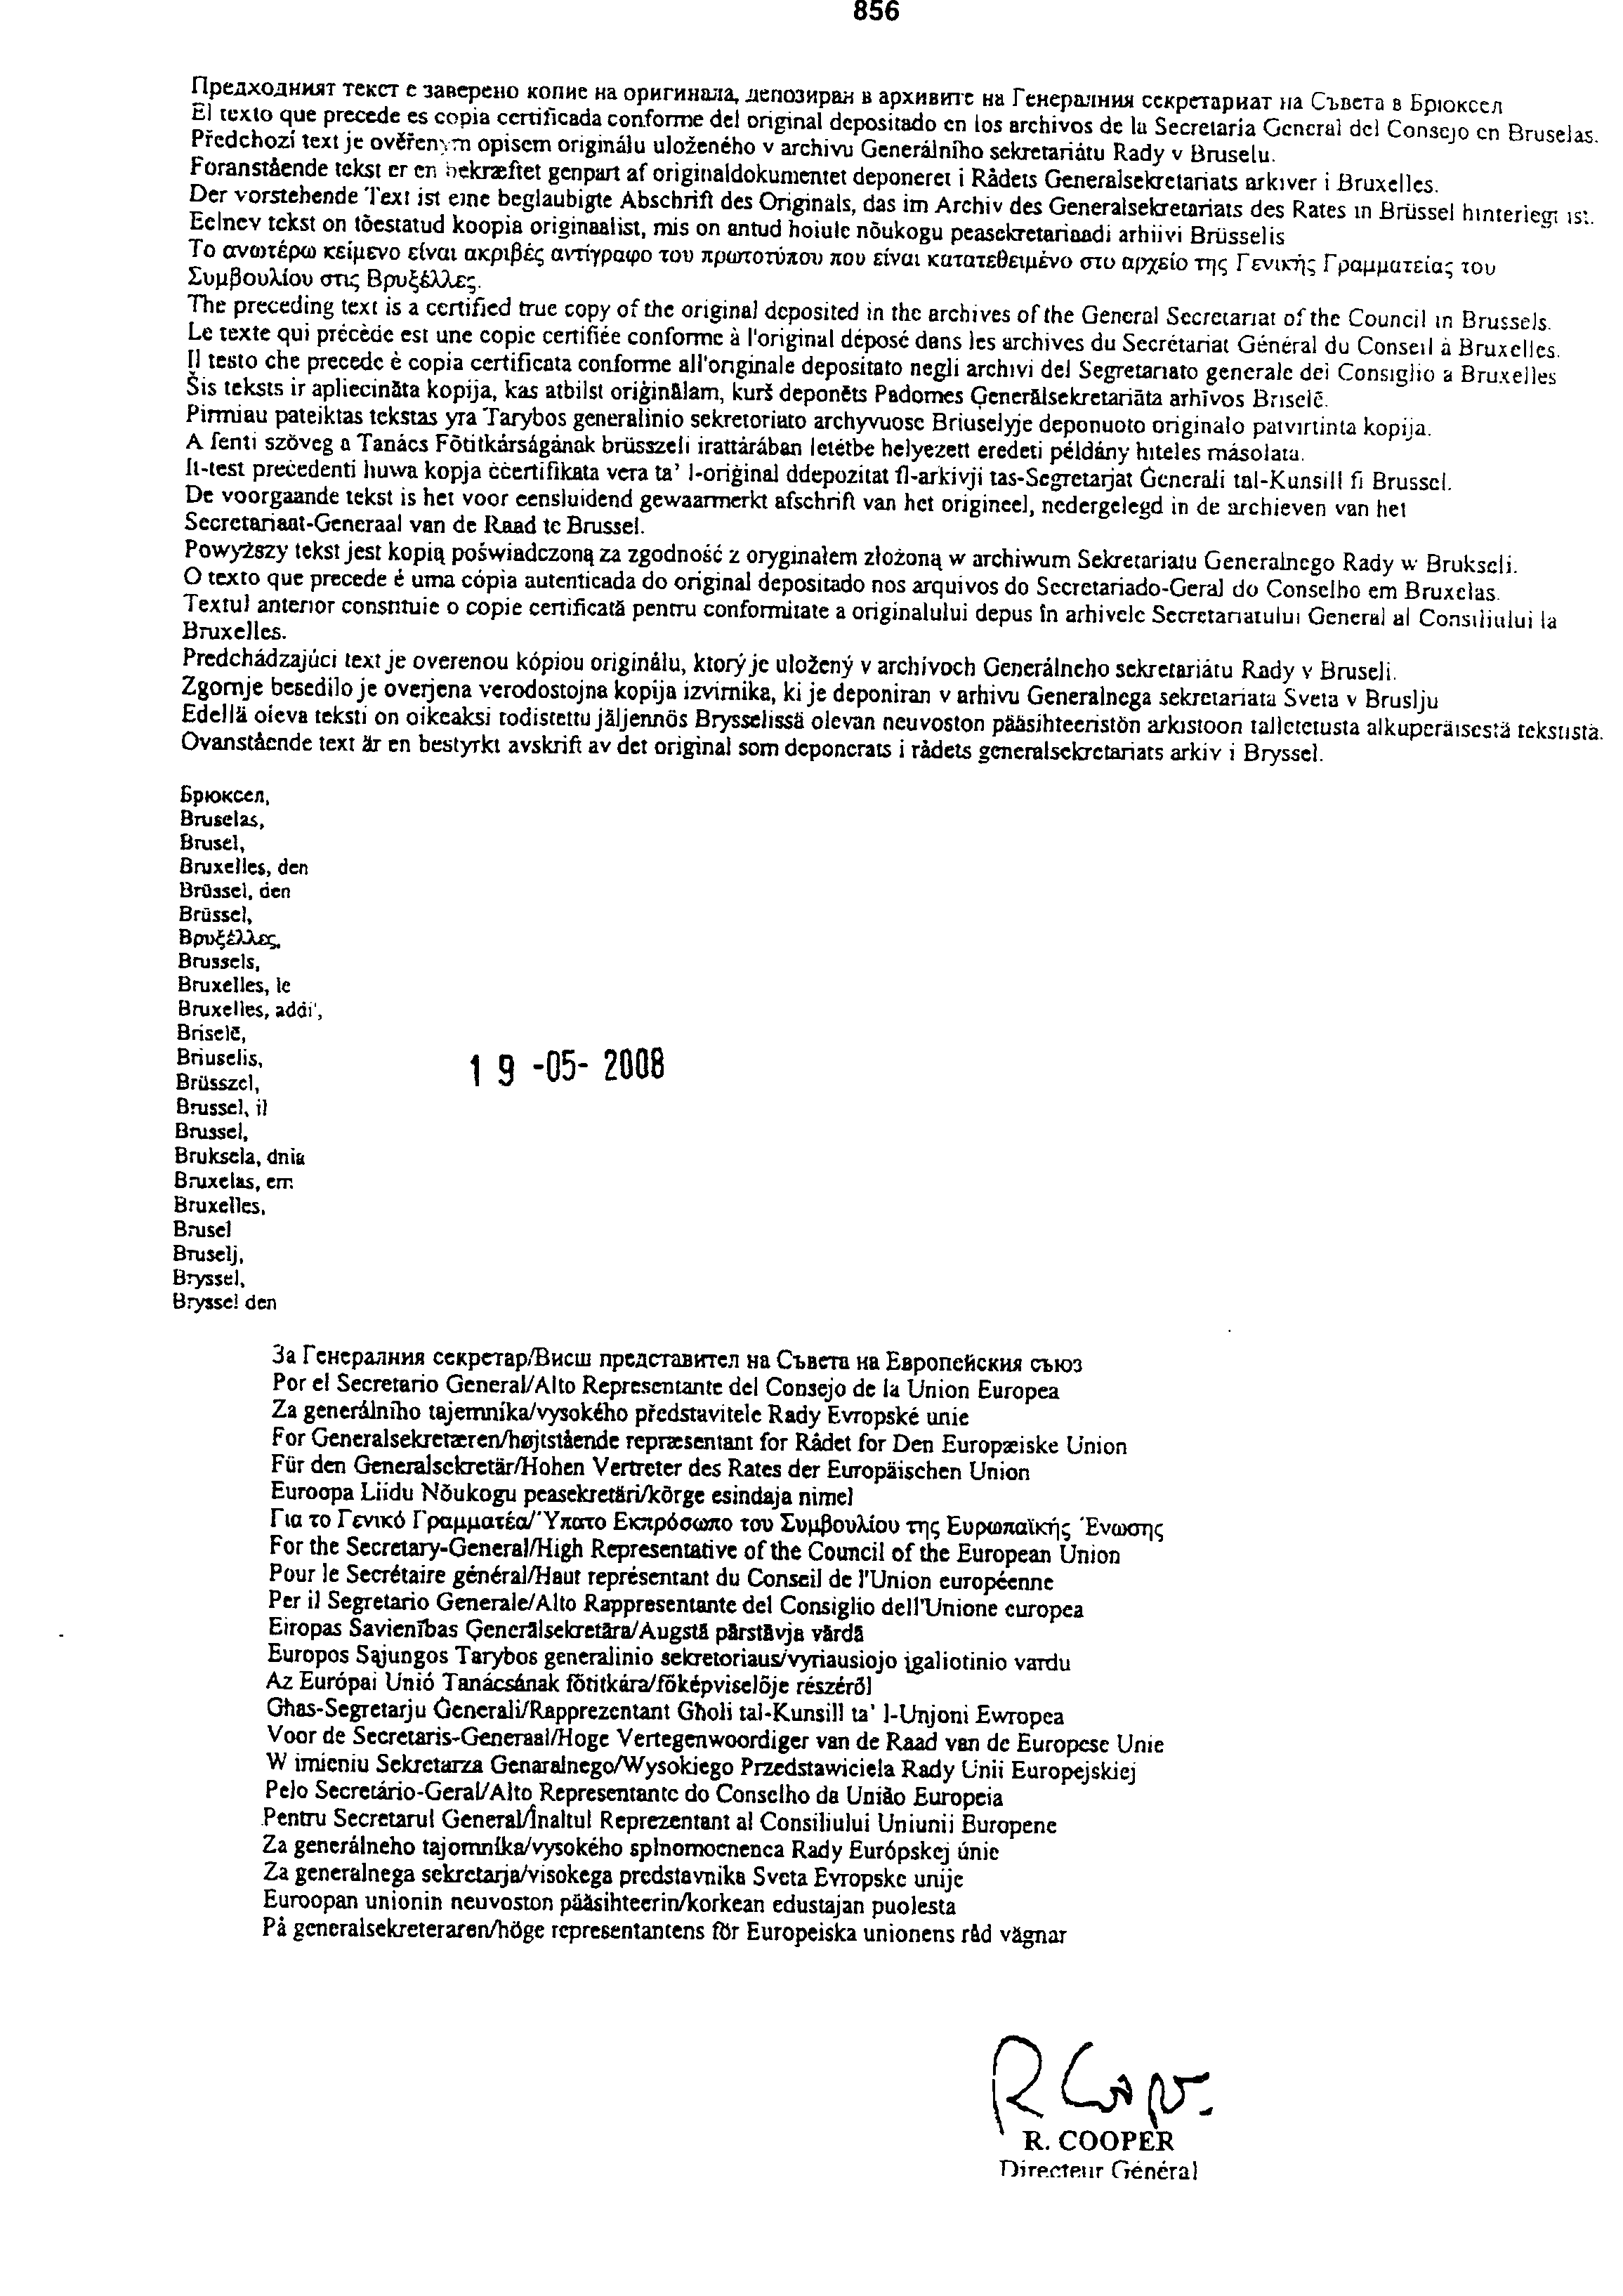 856
Предходният текст е заверено копие на оригинала, депозиран в архивите на Генералния секретариат на Съвета в Брюксел
El texto que precede es copia certificada conforme del original depositado en los archivos de la Secretaría General del Consejo en Bruselas.
Předchozí text je ověřeným opisem originálu uloženého v archivu Generálního sekretariátu Rady v Bruselu.
Foranstående tekst er en bekræftet genpart af originaldokumentet deponeret i Rådets Generalsekretariats arkiver i Bruxelles.
Der vorstehende Text ist eine beglaubigte Abschrift des Originals, das im Archiv des Generalsekretariats des Rates in Brüssel hinterlegt ist.
Eelnev tekst on tõestatud koopia originaalist, mis on antud hoiule nõukogu peasekretariaadi arhiivi Brüsselis
Το ανωτέρω κείμενο είναι ακριβές αντίγραφο του πρωτοτύπου που είναι κατατεθειμένο στο αρχείο της Γενικής Γραμματείας του
Συμβουλίου στις Βρυξέλλες.
The preceding text is a certified true copy of the original deposited in the archives of the General Secretariat of the Council in Brussels.
Le texte qui précède est une copie certifiée conforme à l'original déposé dans les archives du Secrétariat Général du Conseil à Bruxelles.
Il testo che precede è copia certificata conforme all'originale depositato negli archivi del Segretariato generale del Consiglio a Bruxelles
Šis teksts ir apliecināta kopija, kas atbilst oriģinālam, kurš deponēts Padomes Ģenerālsekretariāta arhīvos Briselē.
Pirmiau pateiktas tekstas yra Tarybos generalinio sekretoriato archyvuose Briuselyje deponuoto originalo patvirtinta kopija.
A fenti szöveg a Tanács Főtitkárságának brüsszeli irattárában letétbe helyezett eredeti példány hiteles másolata.
It-test preċedenti huwa kopja ċċertifikata vera ta' l-oriġinal ddepożitat fl-arkivji tas-Segretarjat Ġenerali tal-Kunsill fi Brussel.
De voorgaande tekst is het voor eensluidend gewaarmerkt afschrift van het origineel, nedergelegd in de archieven van het
Secretariaat-Generaal van de Raad te Brussel.
Powyższy tekst jest kopią poświadczoną za zgodność z oryginałem złożoną w archiwum Sekretariatu Generalnego Rady w Brukseli.
O texto que precede é uma cópia autenticada do original depositado nos arquivos do Secretariado-Geral do Conselho em Bruxelas.
Textul anterior constituie o copie certificată pentru conformitate a originalului depus în arhivele Secretariatului General al Consiliului la
Bruxelles.
Predchádzajúci text je overenou kópiou originálu, ktorý je uložený v archívoch Generálneho sekretariátu Rady v Bruseli.
Zgornje besedilo je overjena verodostojna kopija izvirnika, ki je deponiran v arhivu Generalnega sekretariata Sveta v Bruslju
Edellä oleva teksti on oikeaksi todistettu jäljennös Brysselissä olevan neuvoston pääsihteeristön arkistoon talletetusta alkuperäisestä tekstistä.
Ovanstående text är en bestyrkt avskrift av det original som deponerats i rådets generalsekretariats arkiv i Bryssel.
Брюксел,
Bruselas,
Brusel,
Bruxelles, den
Brüssel, den
Brüssel,
Βρυξέλλες,
Brussels,
Bruxelles, le
Bruxelles, addi',
Briselē,
Briuselis,
19 -05- 2008
Brüsszel,
Brussel, il
Brussel,
Bruksela, dnia
Bruxelas, em
Bruxelles,
Brusel
Bruselj,
Bryssel,
Bryssel den
За Генералния секретар/Висш представител на Съвета на Европейския съюз
Por el Secretario General/Alto Representante del Consejo de la Union Europea
Za generálního tajemníka/vysokého představitele Rady Evropské unie
For Generalsekretæren/højtstående repræsentant for Rådet for Den Europæiske Union
Für den Generalsekretär/Hohen Vertreter des Rates der Europäischen Union
Euroopa Liidu Nõukogu peasekretäri/kõrge esindaja nimel
Για το Γενικό Γραμματέα/Ύπατο Εκπρόσωπο του Συμβουλίου της Ευρωπαϊκής Ένωσης
For the Secretary-General/High Representative of the Council of the European Union
Pour le Secrétaire général/Haut représentant du Conseil de l'Union européenne
Per il Segretario Generale/Alto Rappresentante del Consiglio dell'Unione europea
Eiropas Savienības Ģenerālsekretāra/Augstā pārstāvja vārdā
Europos Sąjungos Tarybos generalinio sekretoriaus/vyriausiojo įgaliotinio vardu
Az Európai Unió Tanácsának főtitkára/főképviselője részéről
Għas-Segretarju Ġenerali/Rappreżentant Għoli tal-Kunsill ta' l-Unjoni Ewropea
Voor de Secretaris-Generaal/Hoge Vertegenwoordiger van de Raad van de Europese Unie
W imieniu Sekretarza Genaralnego/Wysokiego Przedstawiciela Rady Unii Europejskiej
Pelo Secretário-Geral/Alto Representante do Conselho da União Europeia
Pentru Secretarul General/Înaltul Reprezentant al Consiliului Uniunii Europene
Za generálneho tajomníka/vysokého splnomocnenca Rady Európskej únie
Za generalnega sekretarja/visokega predstavnika Sveta Evropske unije
Euroopan unionin neuvoston pääsihteerin/korkean edustajan puolesta
På generalsekreteraren/höge representantens för Europeiska unionens råd vägnar
R Cooper
R. COOPER
Directeur Général